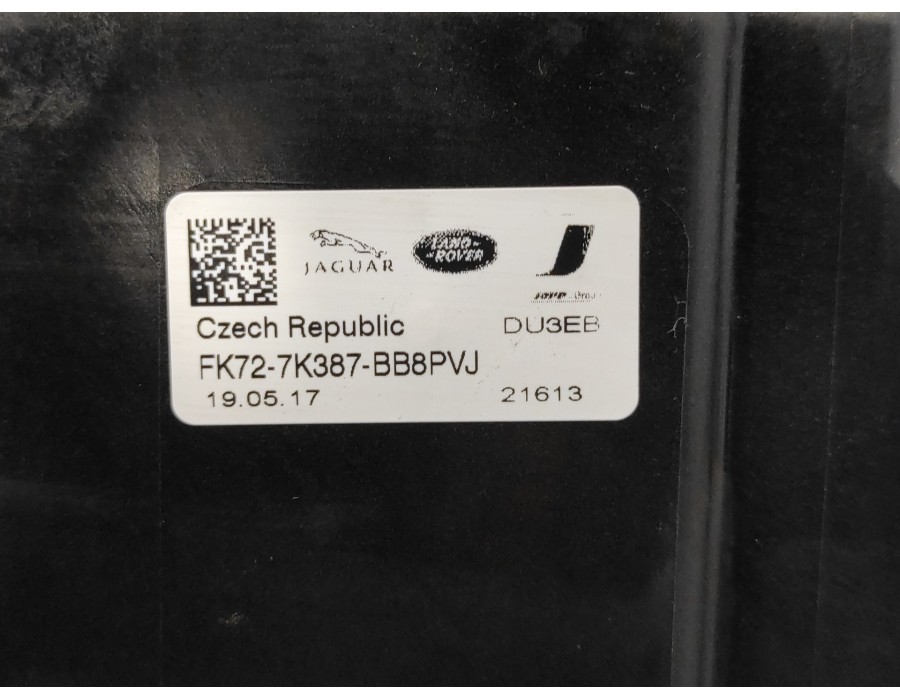 JAGUAR
LAND-
-ROVER
Czech Republic
DU3EB
FK72-7K387-BB8PVJ
19.05.17
21613